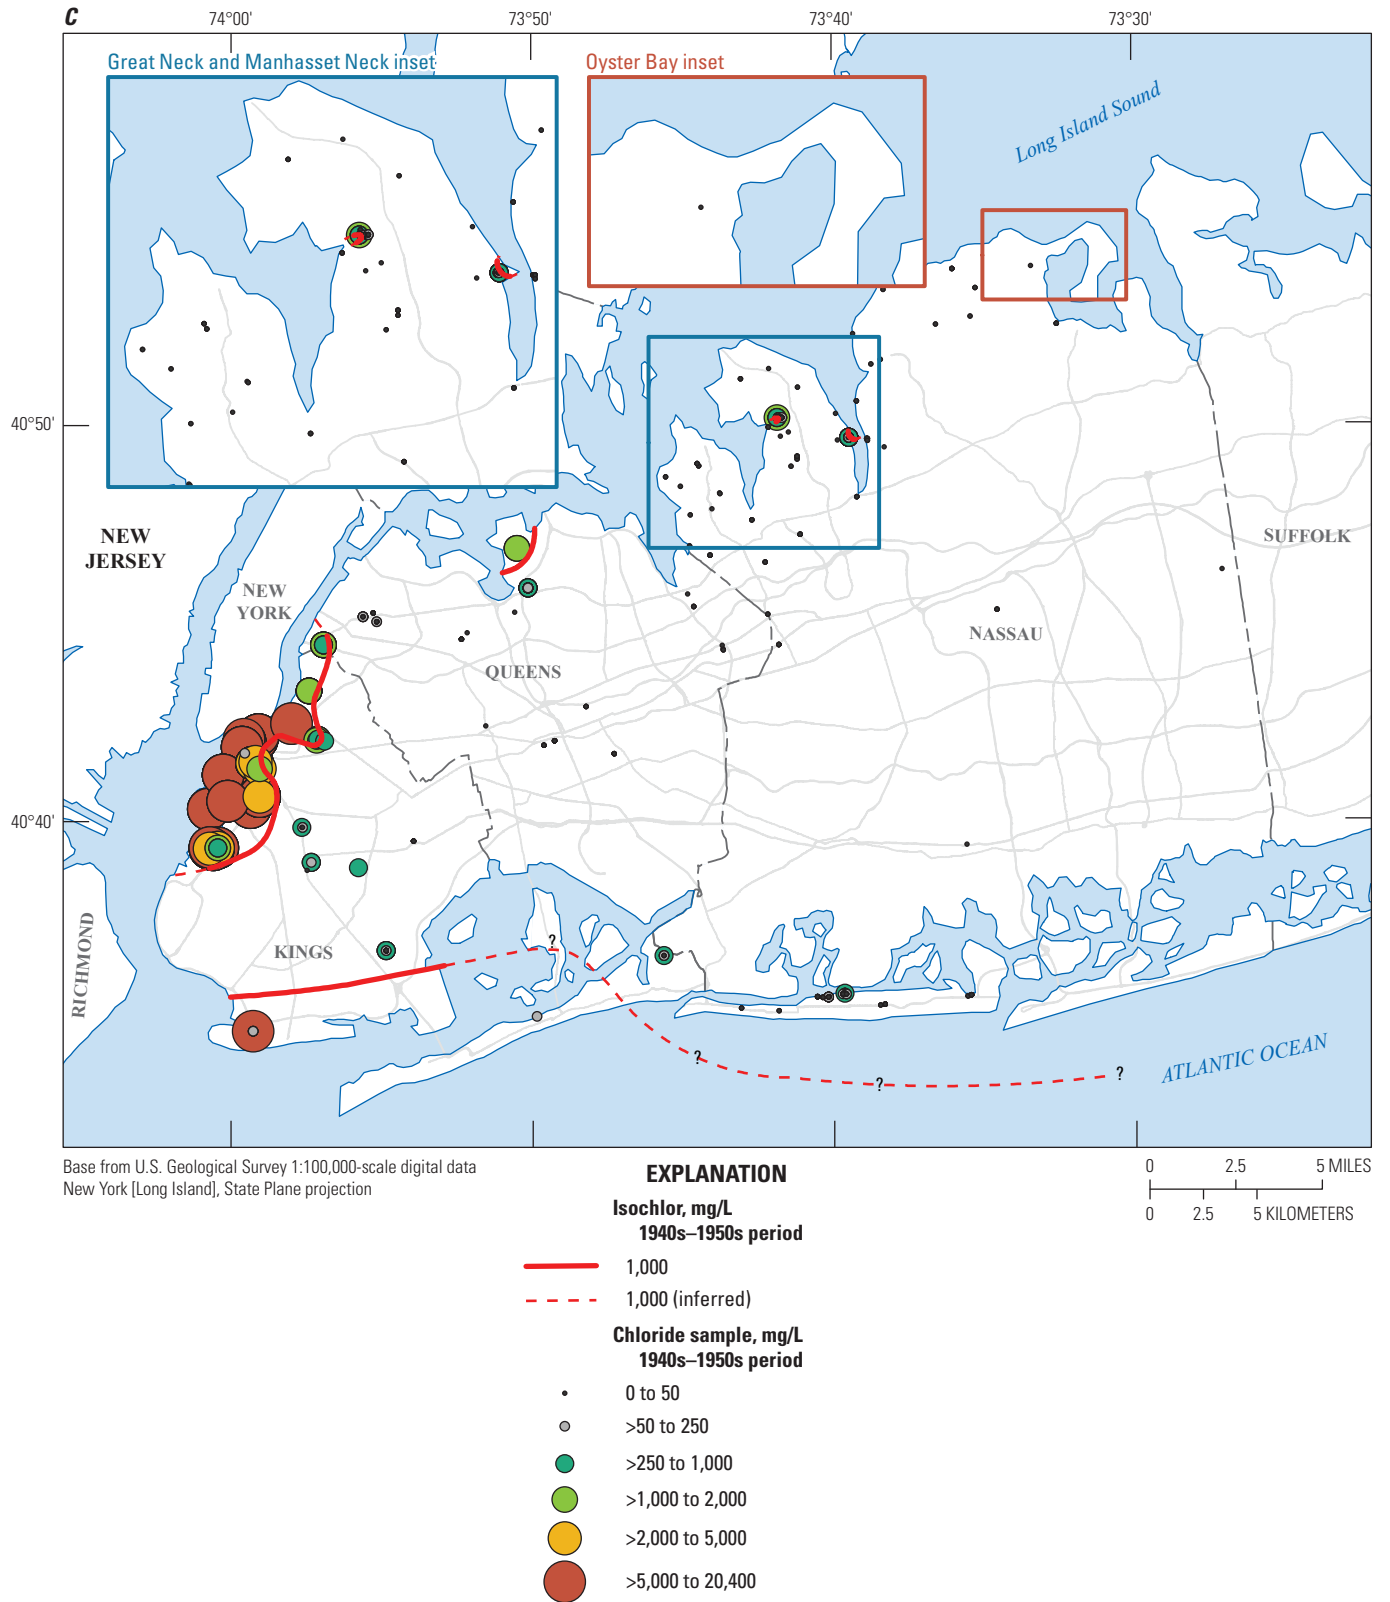 C
74°00'
73°50'
73°40'
73°30'
Great Neck and Manhasset Neck inset
Oyster Bay inset
Long Island Sound
40°50'
NEW
JERSEY
NEW
YORK
SUFFOLK
NASSAU
QUEENS
40°40'
RICHMOND
KINGS
?
?
?
?
ATLANTIC OCEAN
Base from U.S. Geological Survey 1:100,000-scale digital data
New York [Long Island], State Plane projection
0 2.5 5 MILES
0 2.5 5 KILOMETERS
EXPLANATION
Isochlor, mg/L
1940s–1950s period
1,000
1,000 (inferred)
Chloride sample, mg/L
1940s–1950s period
0 to 50
>50 to 250
>250 to 1,000
>1,000 to 2,000
>2,000 to 5,000
>5,000 to 20,400